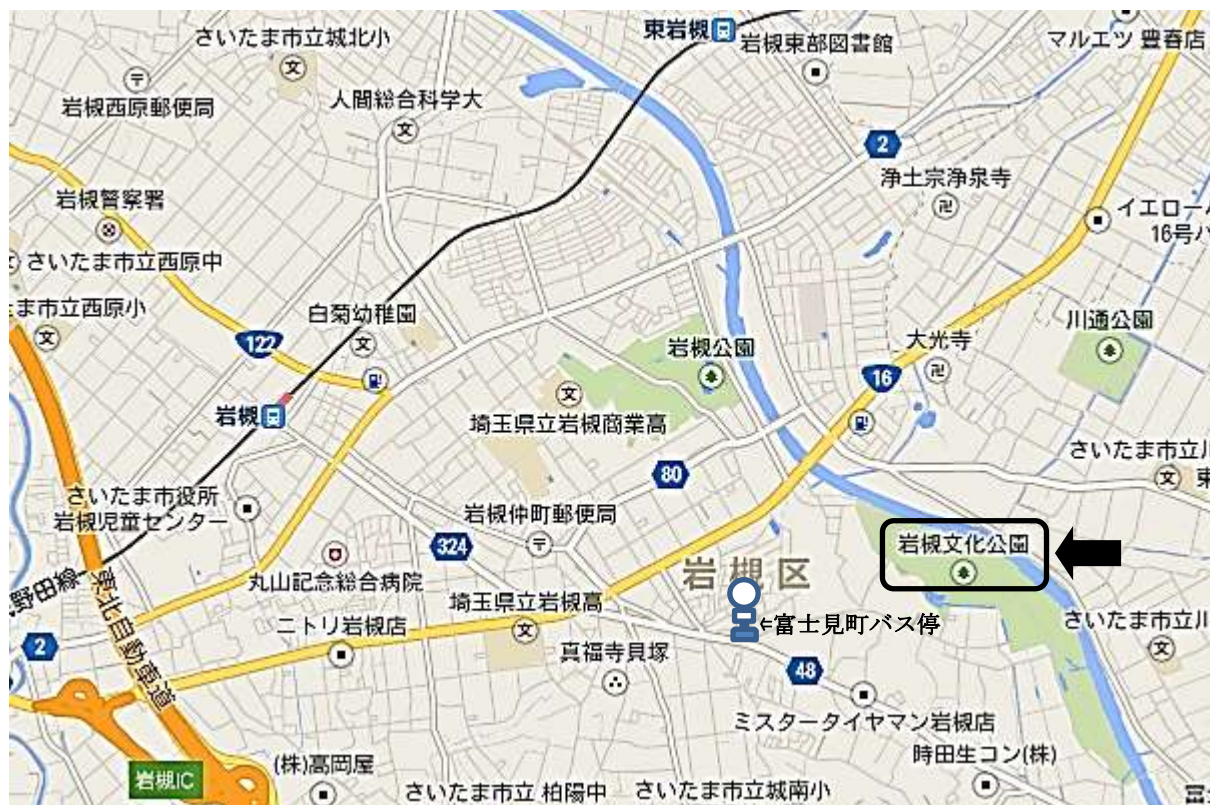 東岩槻
岩槻東部図書館
マルエツ 豊春店
さいたま市立城北小
岩槻西原郵便局
人間総合科学大
2
浄土宗浄泉寺
岩槻警察署
イエロー
16号バ
さいたま市立西原中
たま市立西原小
白菊幼稚園
122
岩槻公園
大光寺
川通公園
16
岩槻
埼玉県立岩槻商業高
80
さいたま市立川
東
さいたま市役所
岩槻児童センター
岩槻仲町郵便局
324
岩槻文化公園
丸山記念総合病院
岩槻区
野田線
東北自動車道
埼玉県立岩槻高
←富士見町バス停
さいたま市立川
2
ニトリ岩槻店
真福寺貝塚
48
ミスタータイヤマン岩槻店
時田生コン(株)
岩槻IC
(株)高岡屋
さいたま市立 柏陽中
さいたま市立城南小